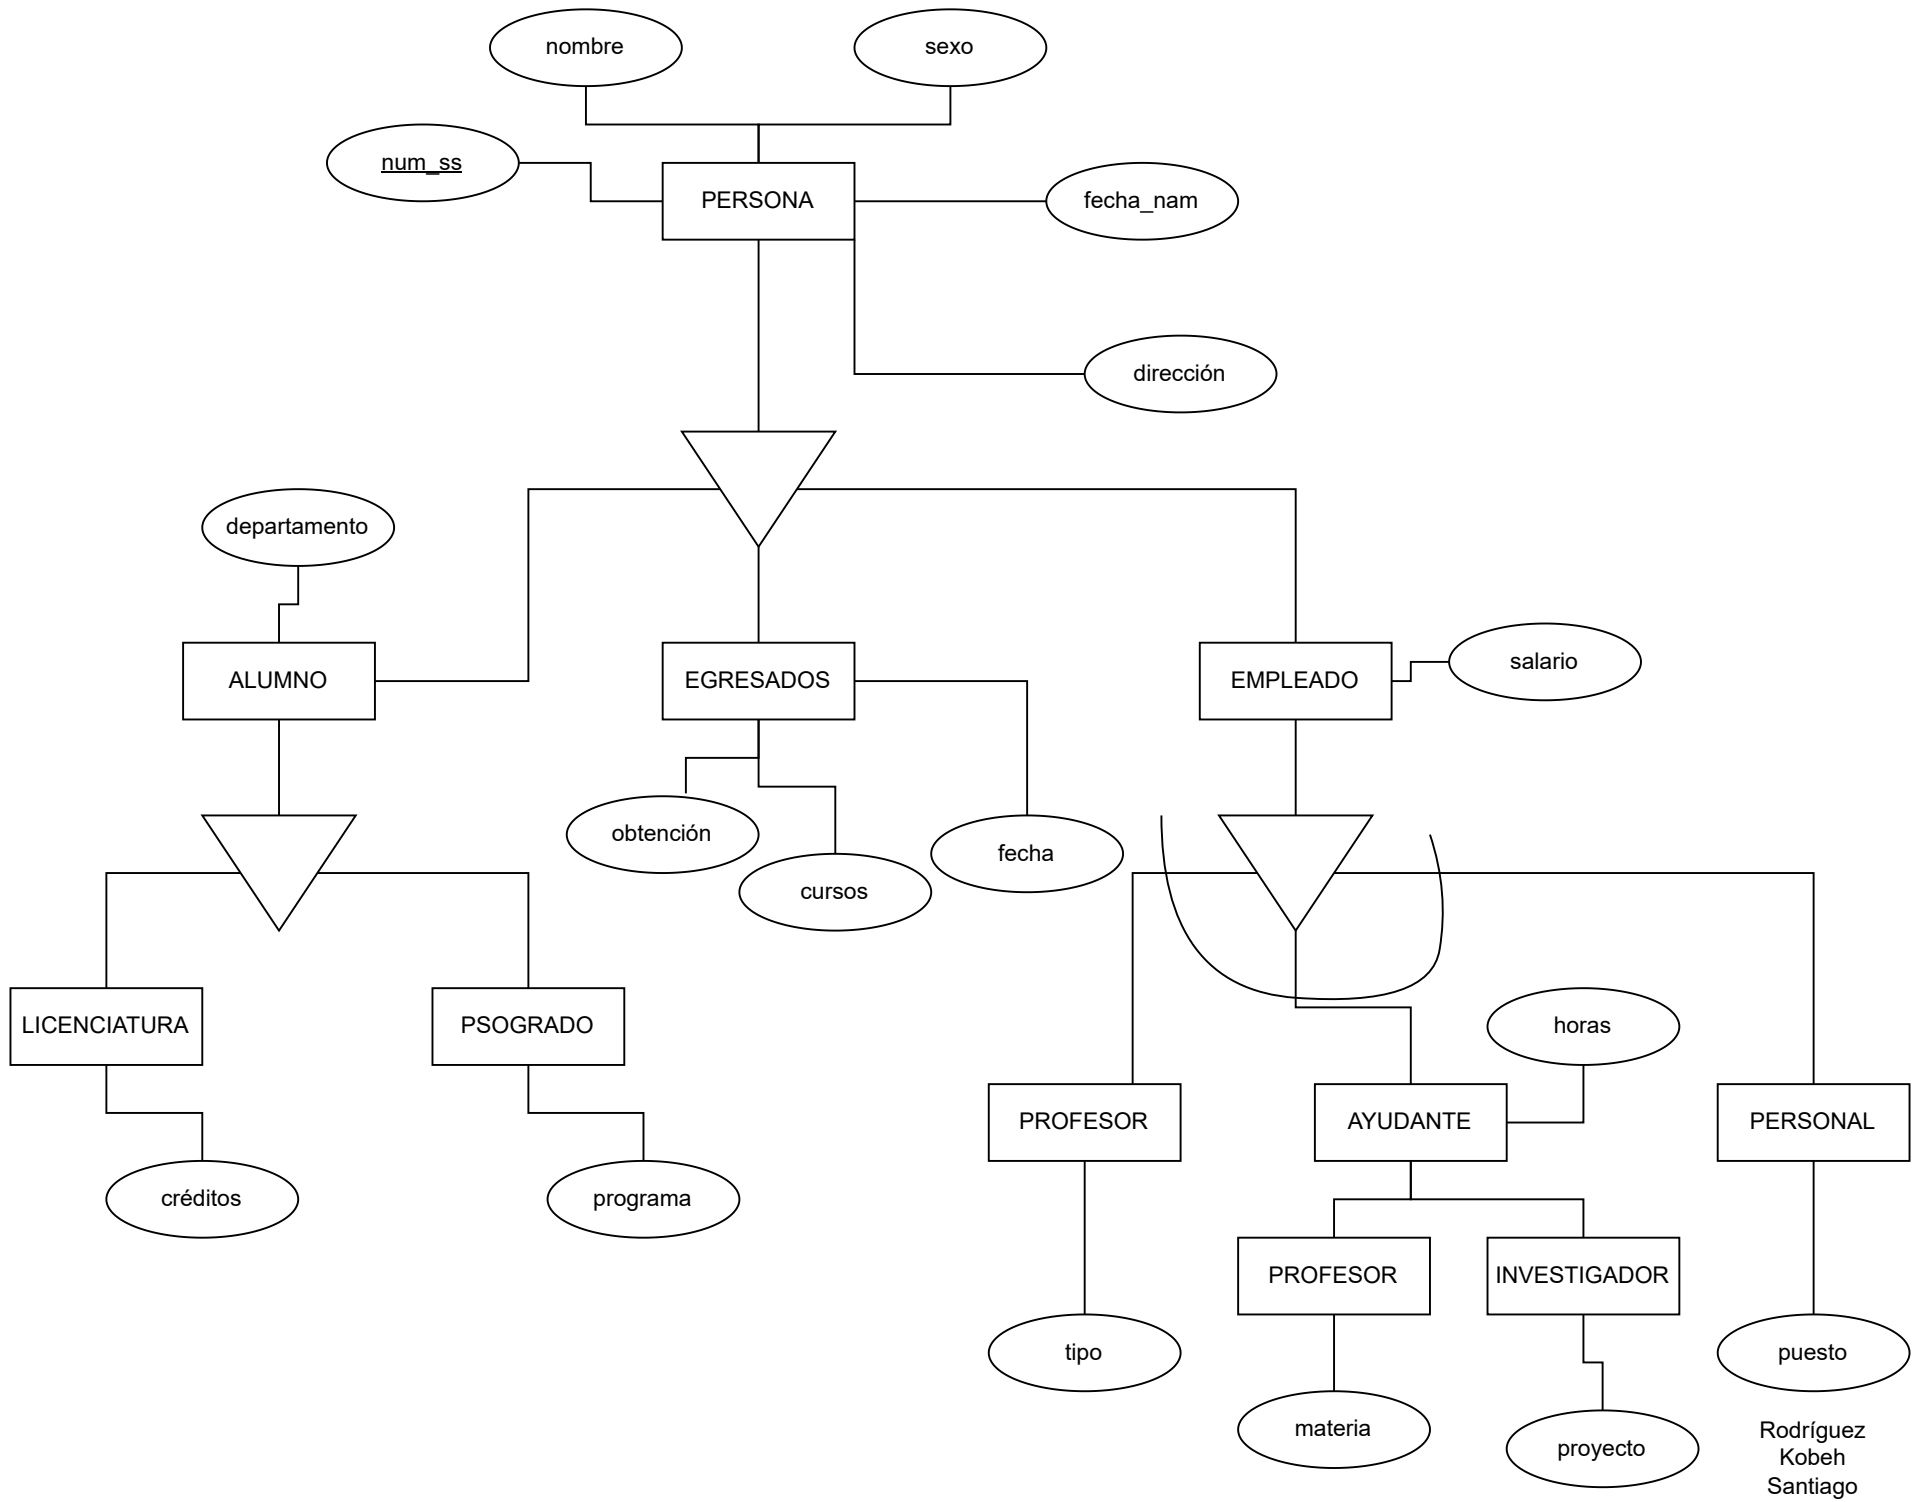 nombre
sexo
num_ss
PERSONA
fecha_nam
dirección
departamento
ALUMNO
EGRESADOS
EMPLEADO
salario
obtención
cursos
fecha
LICENCIATURA
PSOGRADO
horas
PROFESOR
AYUDANTE
PERSONAL
créditos
programa
PROFESOR
INVESTIGADOR
tipo
puesto
materia
proyecto
Rodríguez
Kobeh
Santiago